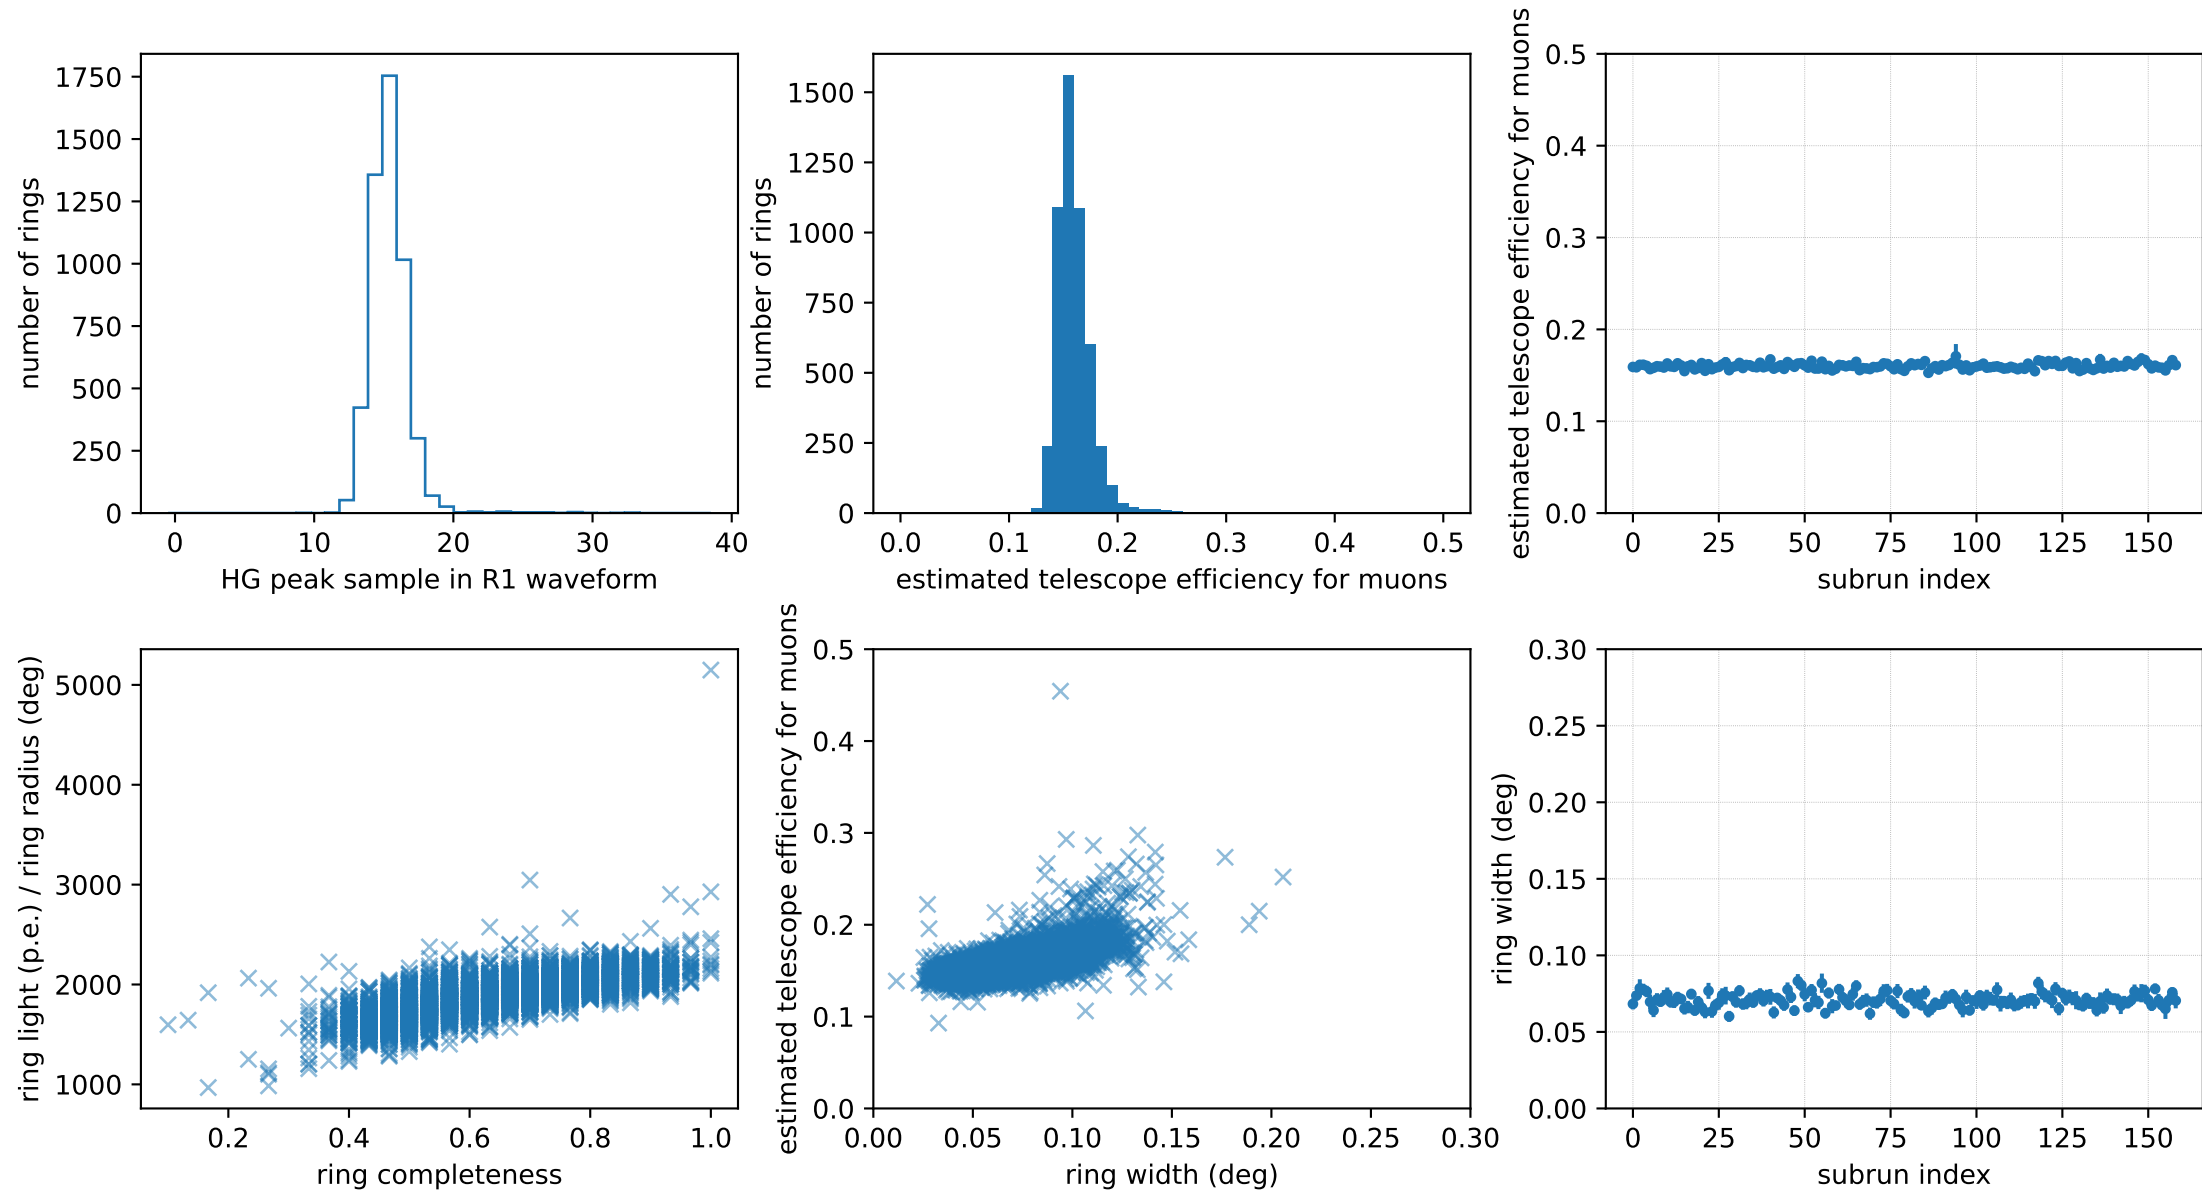 number of rings
1750
1500
1250
1000
750
500
250
0
0 10 20 30 40
HG peak sample in R1 waveform
number of rings
1500
1250
1000
750
500
250
0
0.0 0.1 0.2 0.3 0.4 0.5
estimated telescope efficiency for muons
estimated telescope efficiency for muons
0.5
0.4
0.3
0.2
0.1
0.0
0 25 50 75 100 125 150
subrun index
ring light (p.e.) / ring radius (deg)
5000
4000
3000
2000
1000
0.2 0.4 0.6 0.8 1.0
ring completeness
estimated telescope efficiency for muons
0.5
0.4
0.3
0.2
0.1
0.0
0.00 0.05 0.10 0.15 0.20 0.25 0.30
ring width (deg)
ring width (deg)
0.30
0.25
0.20
0.15
0.10
0.05
0.00
0 25 50 75 100 125 150
subrun index